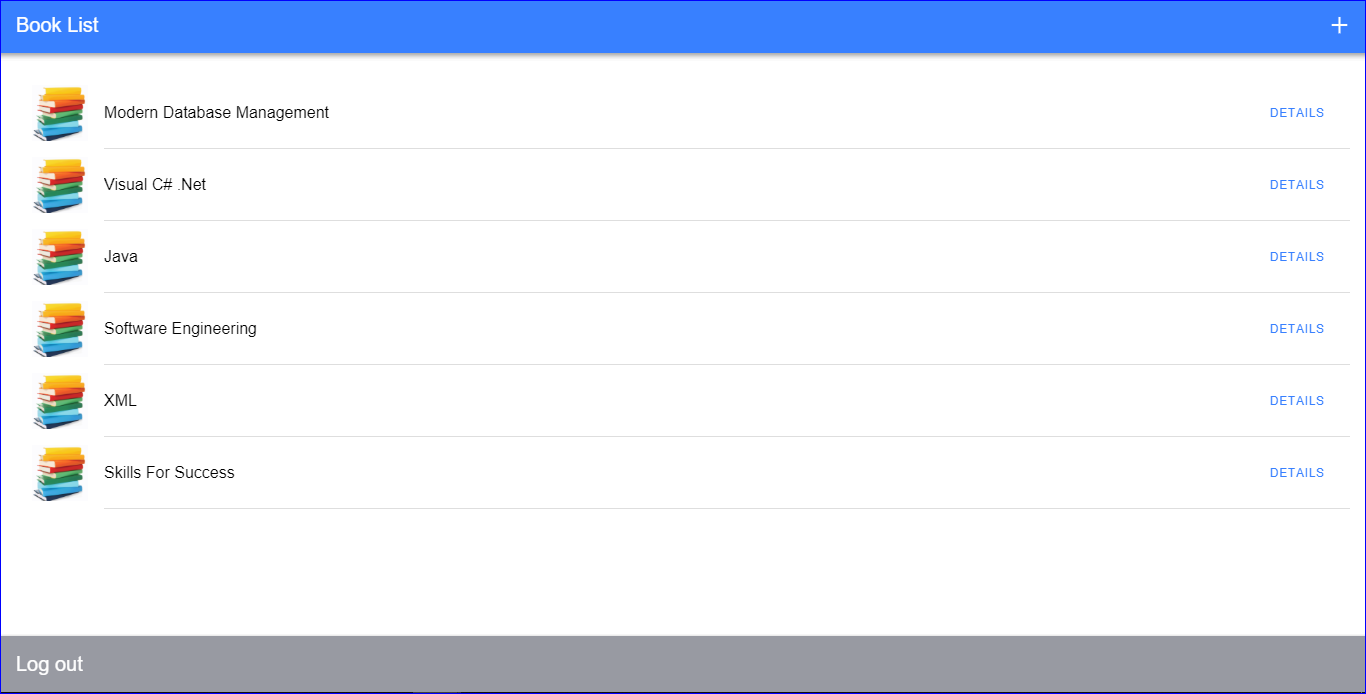 Book List +
Modern Database Management DETAILS
Visual C# .Net DETAILS
Java DETAILS
Software Engineering DETAILS
XML DETAILS
Skills For Success DETAILS
Log out